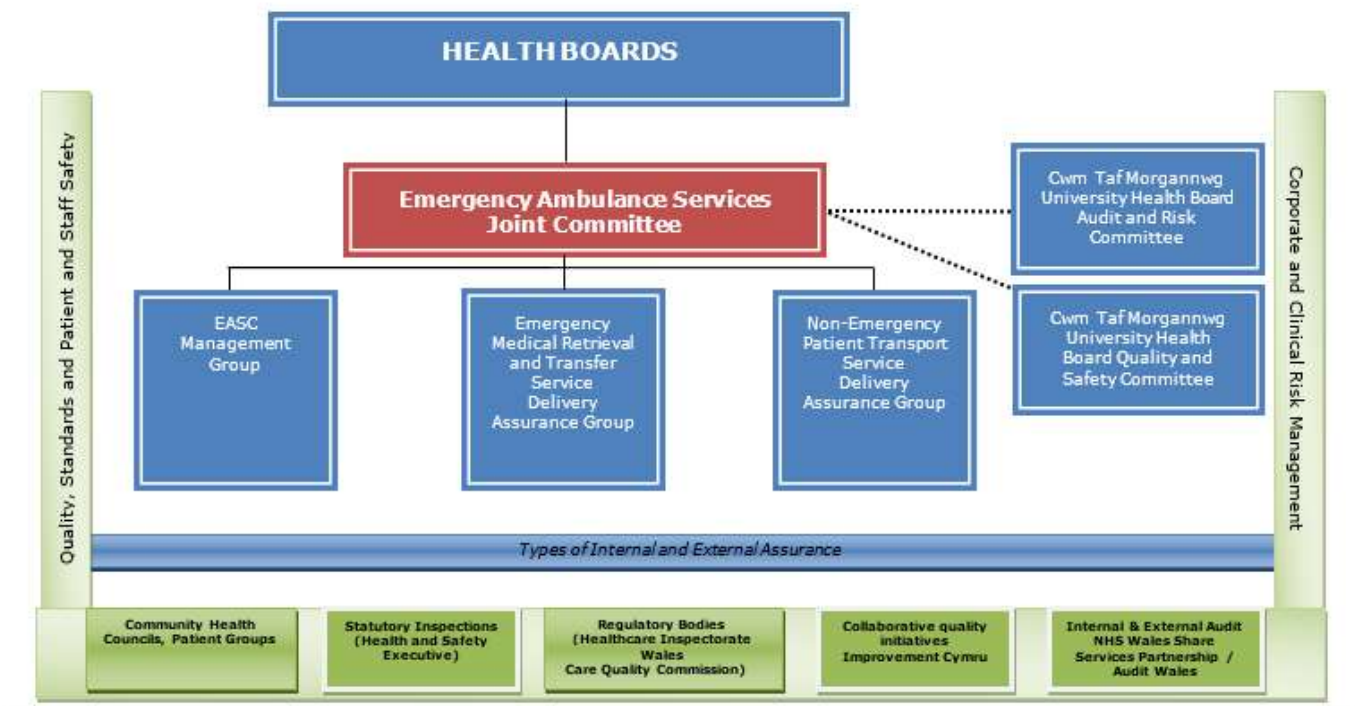 HEALTH BOARDS
Quality, Standards and Patient and Staff Safety
Emergency Ambulance Services
Joint Committee
Cwm Taf Morgannwg
University Health Board
Audit and Risk
Committee
Cwm Taf Morgannwg
University Health
Board Quality and
Safety Committee
Corporate and Clinical Risk Management
EASC
Management
Group
Emergency
Medical Retrieval
and Transfer
Service
Delivery
Assurance Group
Non-Emergency
Patient Transport
Service
Delivery
Assurance Group
Types of Internal and External Assurance
Community Health
Councils, Patient Groups
Statutory Inspections
(Health and Safety
Executive)
Regulatory Bodies
(Healthcare Inspectorate
Wales
Care Quality Commission)
Collaborative quality
initiatives
Improvement Cymru
Internal & External Audit
NHS Wales Share
Services Partnership /
Audit Wales